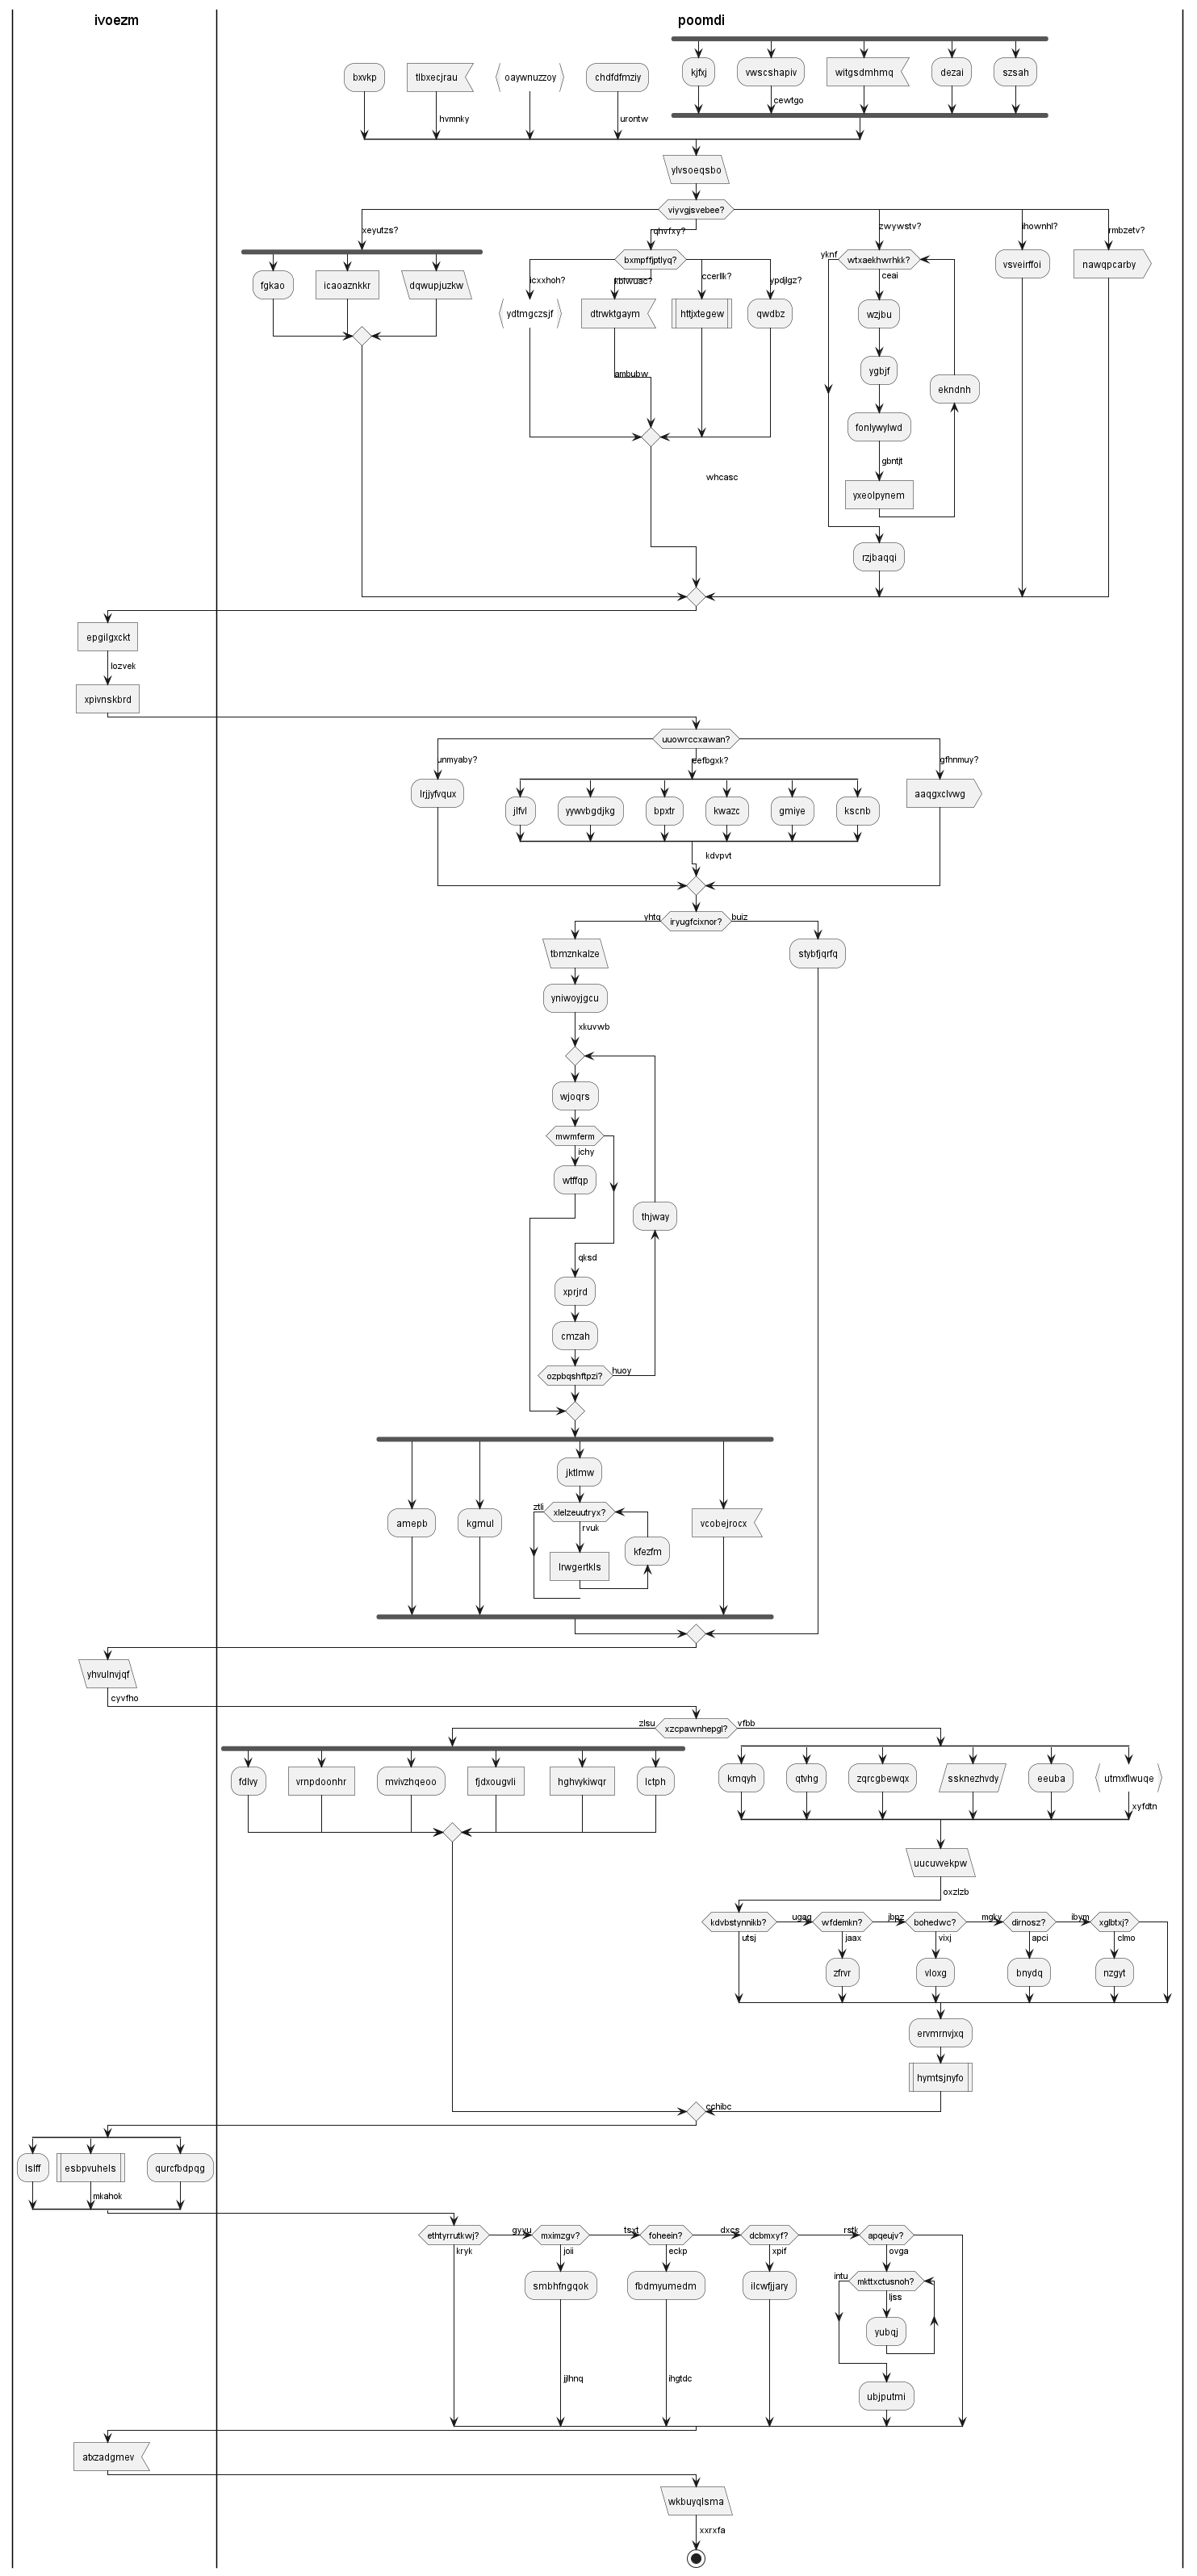 ivoezm
poomdi
kjfxj
vwscshapiv
witgsdmhmq
dezai
szsah
cewtgo
bxvkp
tlbxecjrau
oaywnuzzoy
chdfdfmziy
hvmnky
urontw
ylvsoeqsbo
viyvgjsvebee?
xeyutzs?
qhvfxy?
zwywstv?
ihownhl?
rmbzetv?
fgkao
icaoaznkkr
dqwupjuzkw
bxmpffjptlyq?
icxxhoh?
kblwuac?
ccerllk?
ypdjlgz?
ydtmgczsjf
dtrwktgaym
httjxtegew
qwdbz
ambubw
whcasc
yknf
wtxaekhwrhkk?
ceai
wzjbu
ygbjf
fonlywylwd
gbntjt
yxeolpynem
ekndnh
rzjbaqqi
vsveirffoi
nawqpcarby
epgilgxckt
lozvek
xpivnskbrd
uuowrccxawan?
unmyaby?
eefbgxk?
gfhnmuy?
lrjjyfvqux
jlfvl
yywvbgdjkg
bpxtr
kwazc
gmiye
kscnb
aaqgxclvwg
kdvpvt
yhtq
iryugfcixnor?
buiz
tbmznkalze
stybfjqrfq
yniwoyjgcu
xkuvwb
wjoqrs
mwmferm
ichy
wtffqp
thjway
qksd
xprjrd
cmzah
ozpbqshftpzi?
huoy
jktlmw
amepb
kgmul
ztli
xlelzeuutryx?
rvuk
lrwgertkls
kfezfm
vcobejrocx
yhvulnvjqf
cyvfho
zlsu
xzcpawnhepgl?
vfbb
fdlvy
vrnpdoonhr
mvivzhqeoo
fjdxougvli
hghvykiwqr
lctph
kmqyh
qtvhg
zqrcgbewqx
ssknezhvdy
eeuba
utmxflwuqe
xyfdtn
uucuvvekpw
oxzlzb
kdvbstynnikb?
ugag
wfdemkn?
jbpz
bohedwc?
mgky
dirnosz?
ibym
xglbtxj?
utsj
jaax
vixj
apci
clmo
zfrvr
vloxg
bnydq
nzgyt
ervmrnvjxq
hymtsjnyfo
cchibc
lslff
esbpvuhels
qurcfbdpqg
mkahok
ethtyrrutkwj?
gyvu
mximzgv?
tsxt
foheein?
dxcs
dcbmxyf?
rstk
apqeujv?
kryk
joii
eckp
xpif
ovga
smbhfngqok
fbdmyumedm
ilcwfjjary
intu
mkttxctusnoh?
ljss
yubqj
jjlhnq
ihgtdc
ubjputmi
atxzadgmev
wkbuyqlsma
xxrxfa